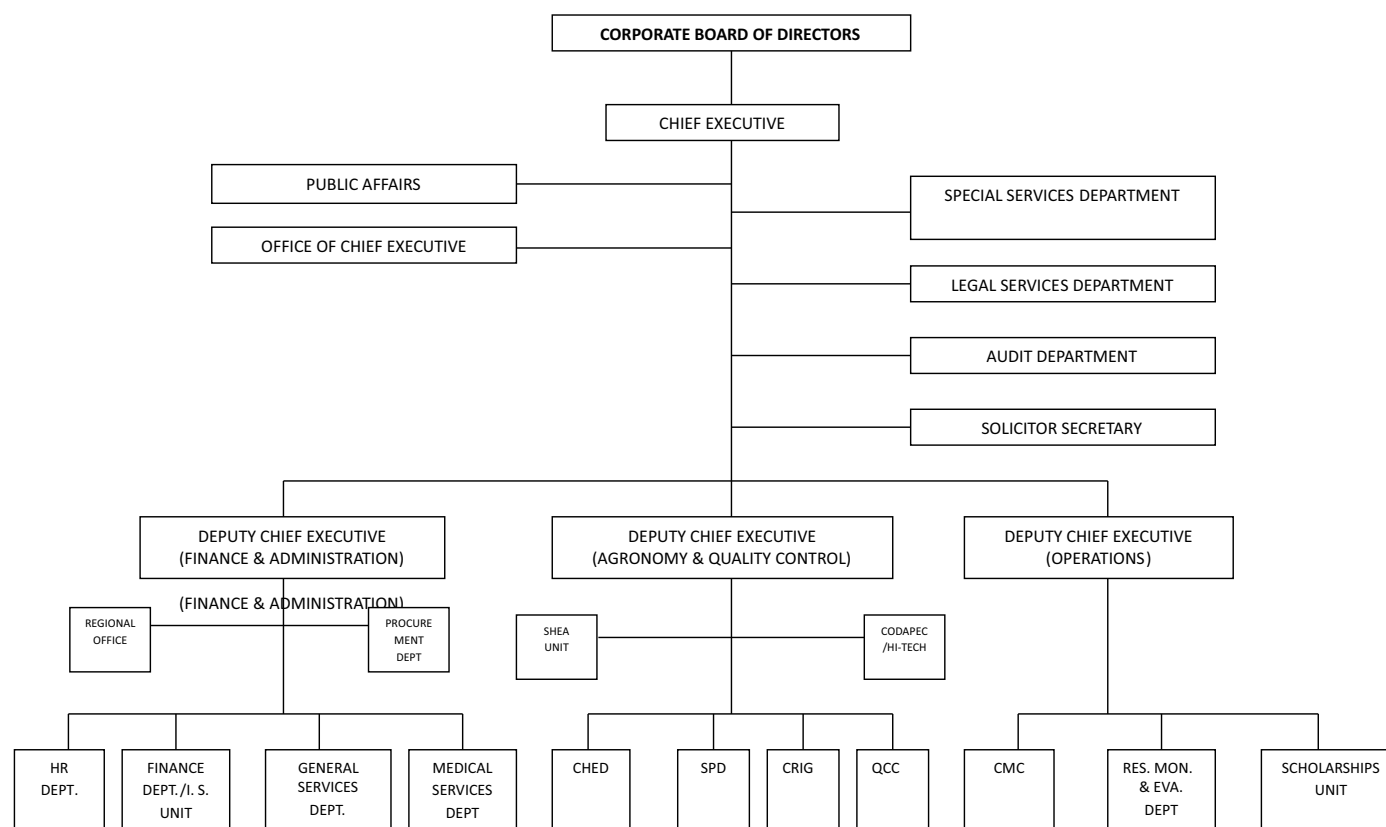 CORPORATE BOARD OF DIRECTORS
CHIEF EXECUTIVE
PUBLIC AFFAIRS
SPECIAL SERVICES DEPARTMENT
OFFICE OF CHIEF EXECUTIVE
LEGAL SERVICES DEPARTMENT
AUDIT DEPARTMENT
SOLICITOR SECRETARY
DEPUTY CHIEF EXECUTIVE
(FINANCE & ADMINISTRATION)
DEPUTY CHIEF EXECUTIVE
(AGRONOMY & QUALITY CONTROL)
DEPUTY CHIEF EXECUTIVE
(OPERATIONS)
(FINANCE & ADMINISTRATION)
REGIONAL
OFFICE
PROCURE
MENT
DEPT
SHEA
UNIT
CODAPEC
/HI-TECH
HR
DEPT.
FINANCE
DEPT./I. S.
UNIT
GENERAL
SERVICES
DEPT.
MEDICAL
SERVICES
DEPT
CHED
SPD
CRIG
QCC
CMC
RES. MON.
& EVA.
DEPT
SCHOLARSHIPS
UNIT